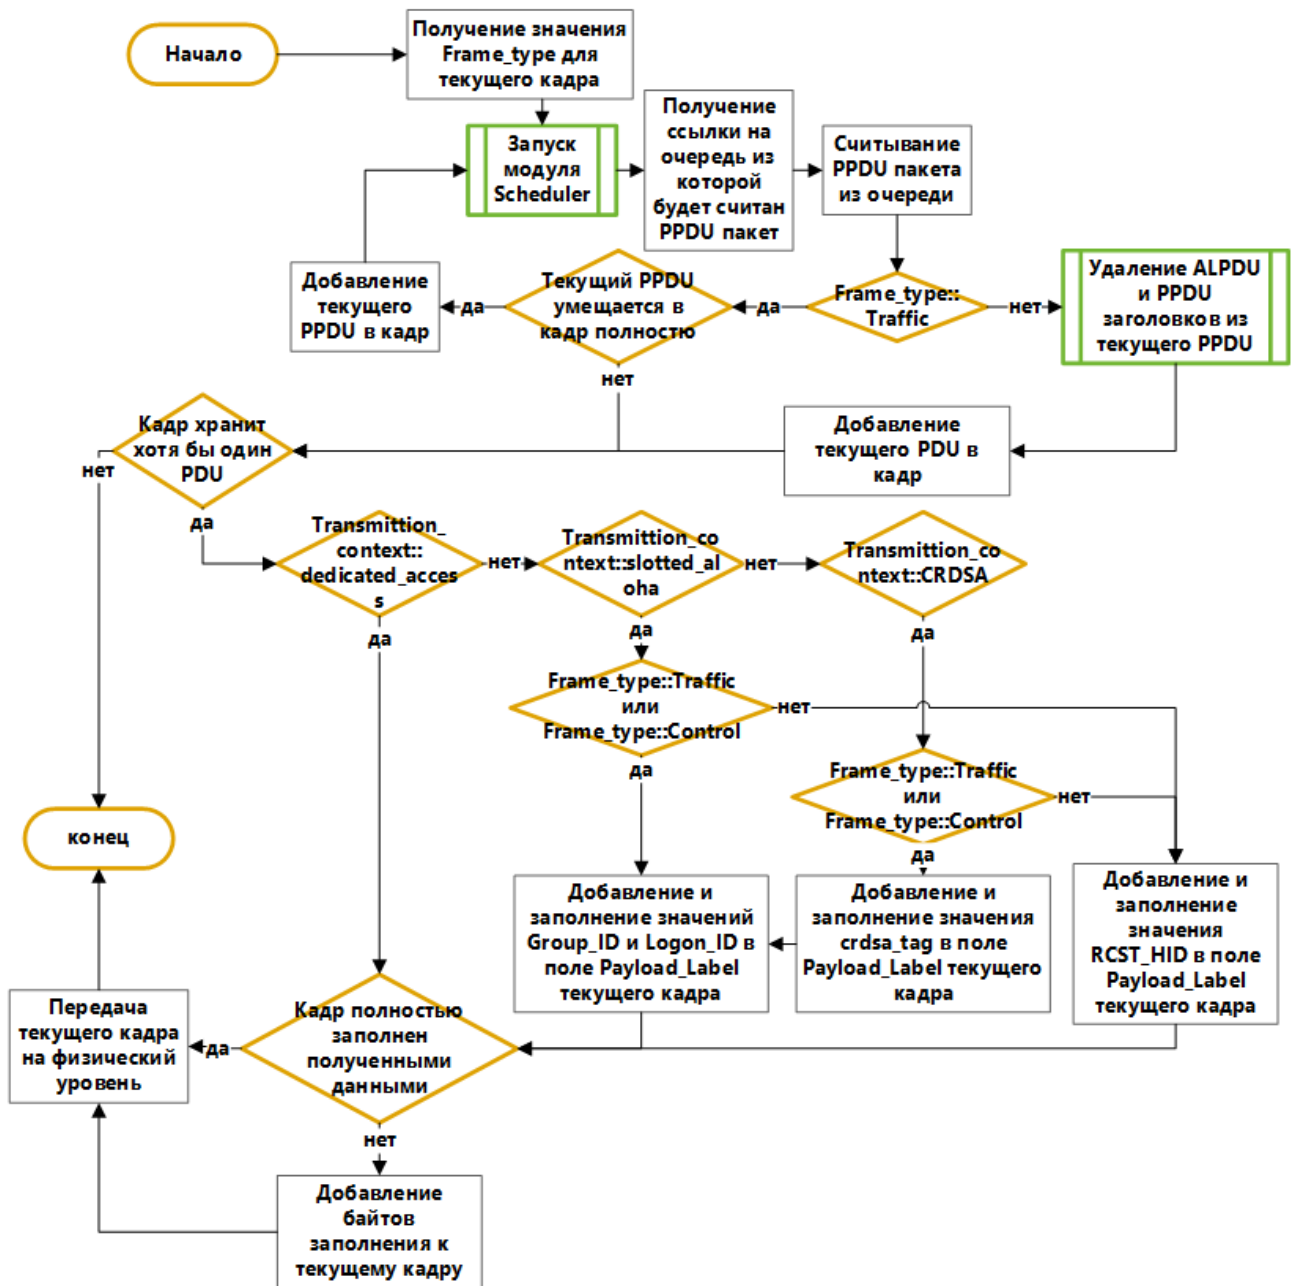 Начало
Получение значения
Frame_type для
текущего кадра
Запуск
модуля
Scheduler
Получение
ссылки на
очередь из
которой
будет считан
PPDU пакет
Считывание
PPDU пакета
из очереди
Добавление
текущего
PPDU в кадр
да
Текущий PPDU
умещается в
кадр полностю
да
Frame_type::
Traffic
нет
Удаление ALPDU
и PPDU
заголовков из
текущего PPDU
нет
Кадр хранит
хотя бы один
PDU
нет
да
Добавление
текущего PDU в
кадр
Transmittion_
context::
dedicated_acces
s
нет
Transmittion_co
ntext::slotted_al
oha
нет
Transmittion_co
ntext::CRDSA
да
да
да
Frame_type::Traffic
или
Frame_type::Control
нет
да
Frame_type::Traffic
или
Frame_type::Control
нет
да
конец
Добавление и
заполнение значений
Group_ID и Logon_ID в
поле Payload_Label
текущего кадра
Добавление и
заполнение значения
crdsa_tag в поле
Payload_Label текущего
кадра
Добавление и
заполнение
значения
RCST_HID в поле
Payload_Label
текущего кадра
Передача
текущего кадра
на физический
уровень
да
Кадр полностью
заполнен
полученными
данными
нет
Добавление
байтов
заполнения к
текущему кадру